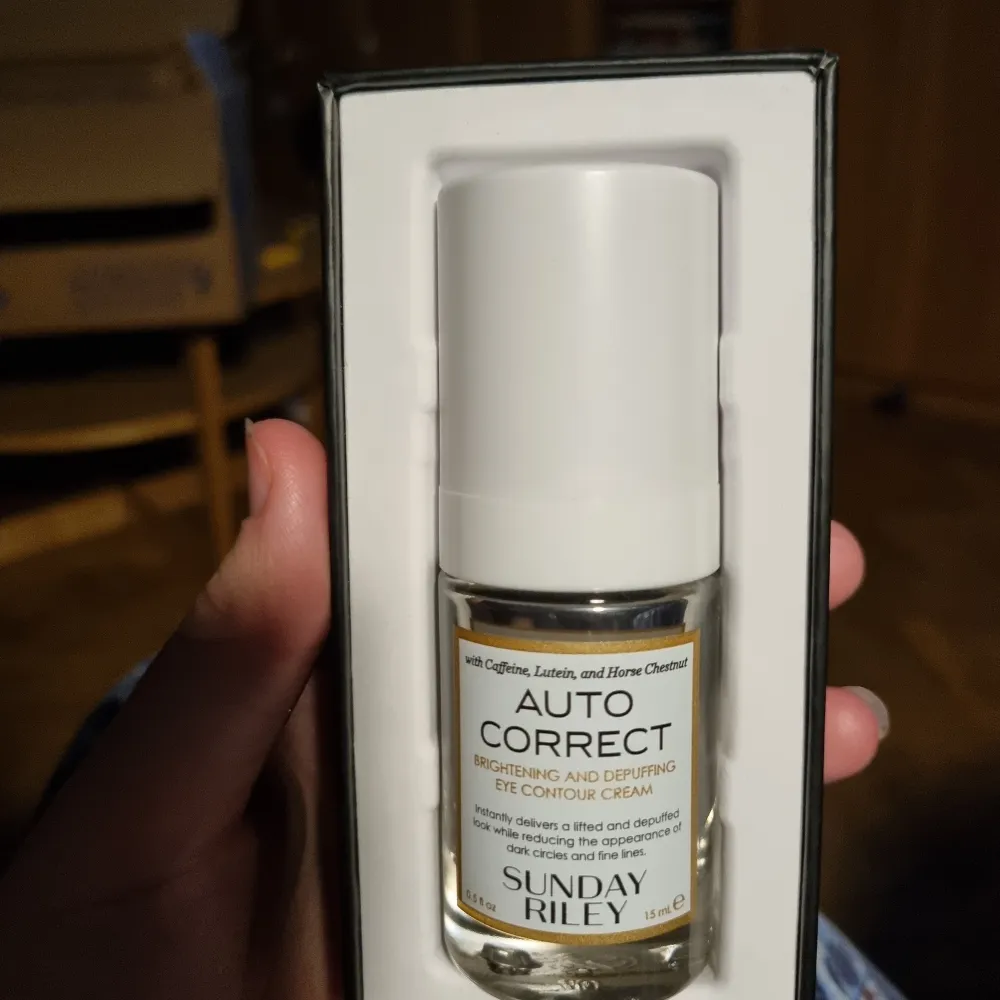 with Caffeine, Lutein, and Horse Chestnut
AUTO
CORRECT
BRIGHTENING AND DEPUFFING
EYE CONTOUR CREAM
Instantly delivers a lifted and depuffed
look while reducing the appearance of
dark circles and fine lines.
SUNDAY
RILEY
0.5 fl oz
15 mL ℮